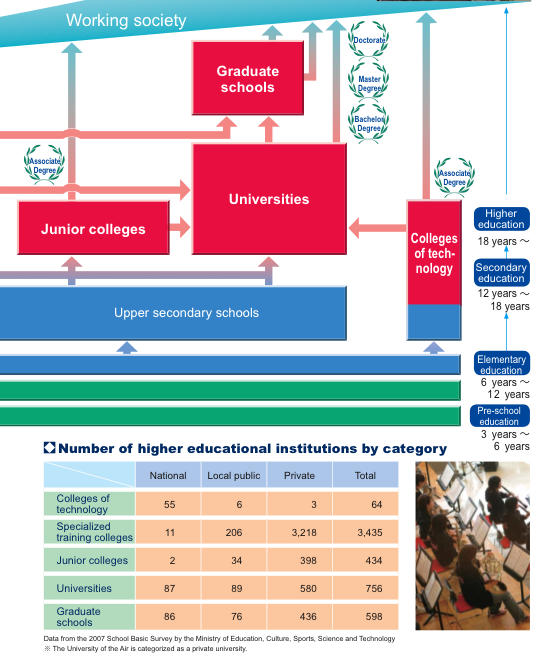 Working society
Graduate
schools
Doctorate
Master
Degree
Bachelor
Degree
Associate
Degree
Associate
Degree
Universities
Junior colleges
Colleges
of tech-
nology
Higher
education
18 years ～
Secondary
education
12 years ～
18 years
Upper secondary schools
Elementary
education
6 years ～
12 years
Pre-school
education
3 years ～
6 years
Number of higher educational institutions by category
National Local public Private Total
Colleges of
technology 55 6 3 64
Specialized
training colleges 11 206 3,218 3,435
Junior colleges 2 34 398 434
Universities 87 89 580 756
Graduate
schools 86 76 436 598
Data from the 2007 School Basic Survey by the Ministry of Education, Culture, Sports, Science and Technology
※ The University of the Air is categorized as a private university.